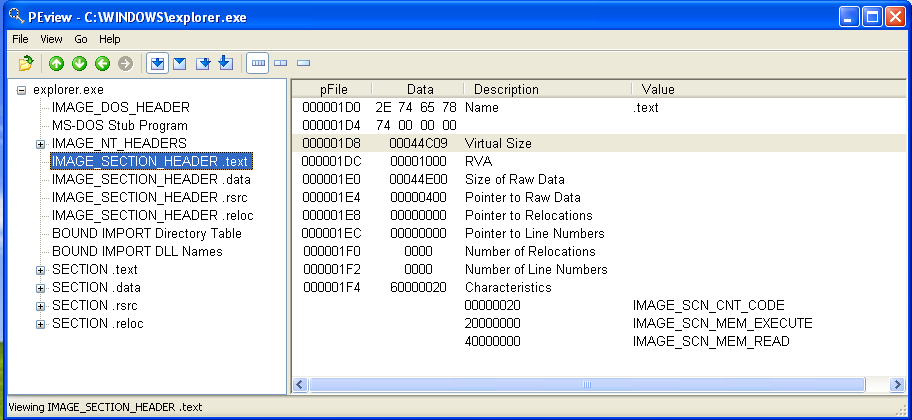 PEview - C:\WINDOWS\explorer.exe
File View Go Help
explorer.exe
IMAGE_DOS_HEADER
MS-DOS Stub Program
IMAGE_NT_HEADERS
IMAGE_SECTION_HEADER .text
IMAGE_SECTION_HEADER .data
IMAGE_SECTION_HEADER .rsrc
IMAGE_SECTION_HEADER .reloc
BOUND IMPORT Directory Table
BOUND IMPORT DLL Names
SECTION .text
SECTION .data
SECTION .rsrc
SECTION .reloc
pFile Data Description Value
000001D0 2E 74 65 78 Name .text
000001D4 74 00 00 00
000001D8 00044C09 Virtual Size
000001DC 00001000 RVA
000001E0 00044E00 Size of Raw Data
000001E4 00000400 Pointer to Raw Data
000001E8 00000000 Pointer to Relocations
000001EC 00000000 Pointer to Line Numbers
000001F0 0000 Number of Relocations
000001F2 0000 Number of Line Numbers
000001F4 60000020 Characteristics
00000020 IMAGE_SCN_CNT_CODE
20000000 IMAGE_SCN_MEM_EXECUTE
40000000 IMAGE_SCN_MEM_READ
Viewing IMAGE_SECTION_HEADER .text